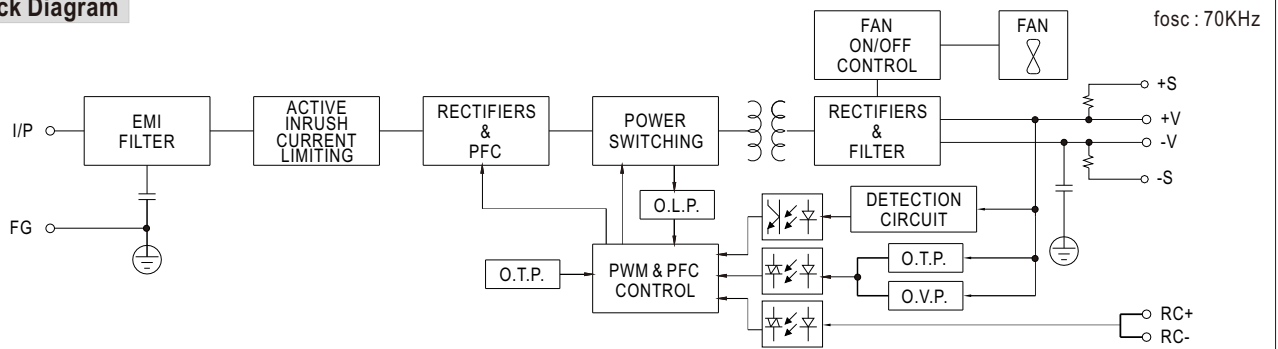 ck Diagram
fosc : 70KHz
FAN
ON/OFF
CONTROL
FAN
I/P
EMI
FILTER
ACTIVE
INRUSH
CURRENT
LIMITING
RECTIFIERS
&
PFC
POWER
SWITCHING
RECTIFIERS
&
FILTER
+S
+V
-V
-S
FG
O.L.P.
DETECTION
CIRCUIT
O.T.P.
PWM & PFC
CONTROL
O.T.P.
O.V.P.
RC+
RC-